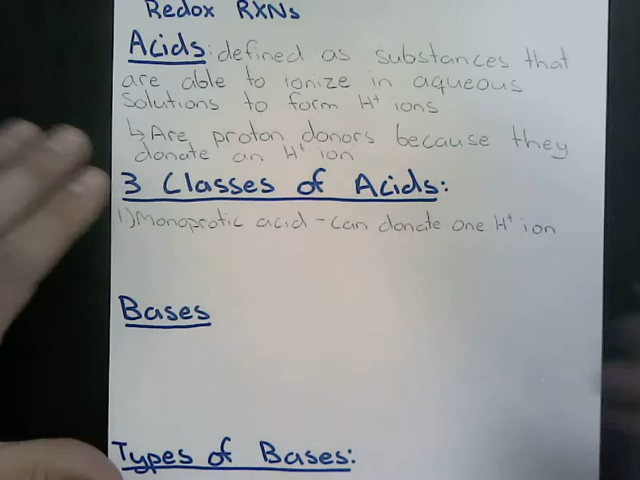 Redox RXNs
Acids: defined as substances that
are able to ionize in aqueous
solutions to form H⁺ ions
↳ Are proton donors because they
donate an H⁺ ion
3 Classes of Acids:
1) Monoprotic acid - can donate one H⁺ ion
Bases
Types of Bases: